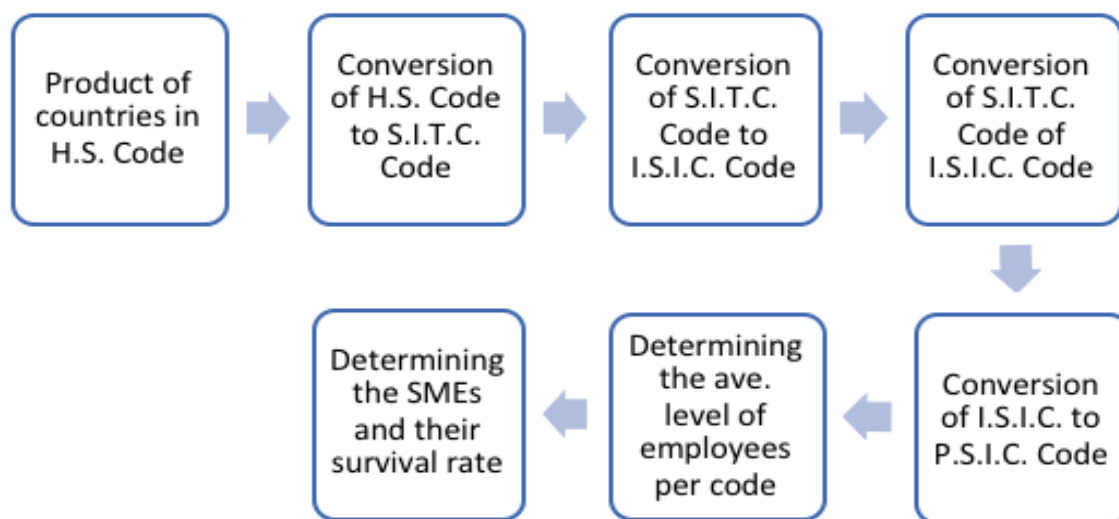 Product of
countries in
H.S. Code
Conversion
of H.S. Code
to S.I.T.C.
Code
Conversion
of S.I.T.C.
Code to
I.S.I.C. Code
Conversion
of S.I.T.C.
Code of
I.S.I.C. Code
Conversion
of I.S.I.C. to
P.S.I.C. Code
Determining
the ave.
level of
employees
per code
Determining
the SMEs
and their
survival rate